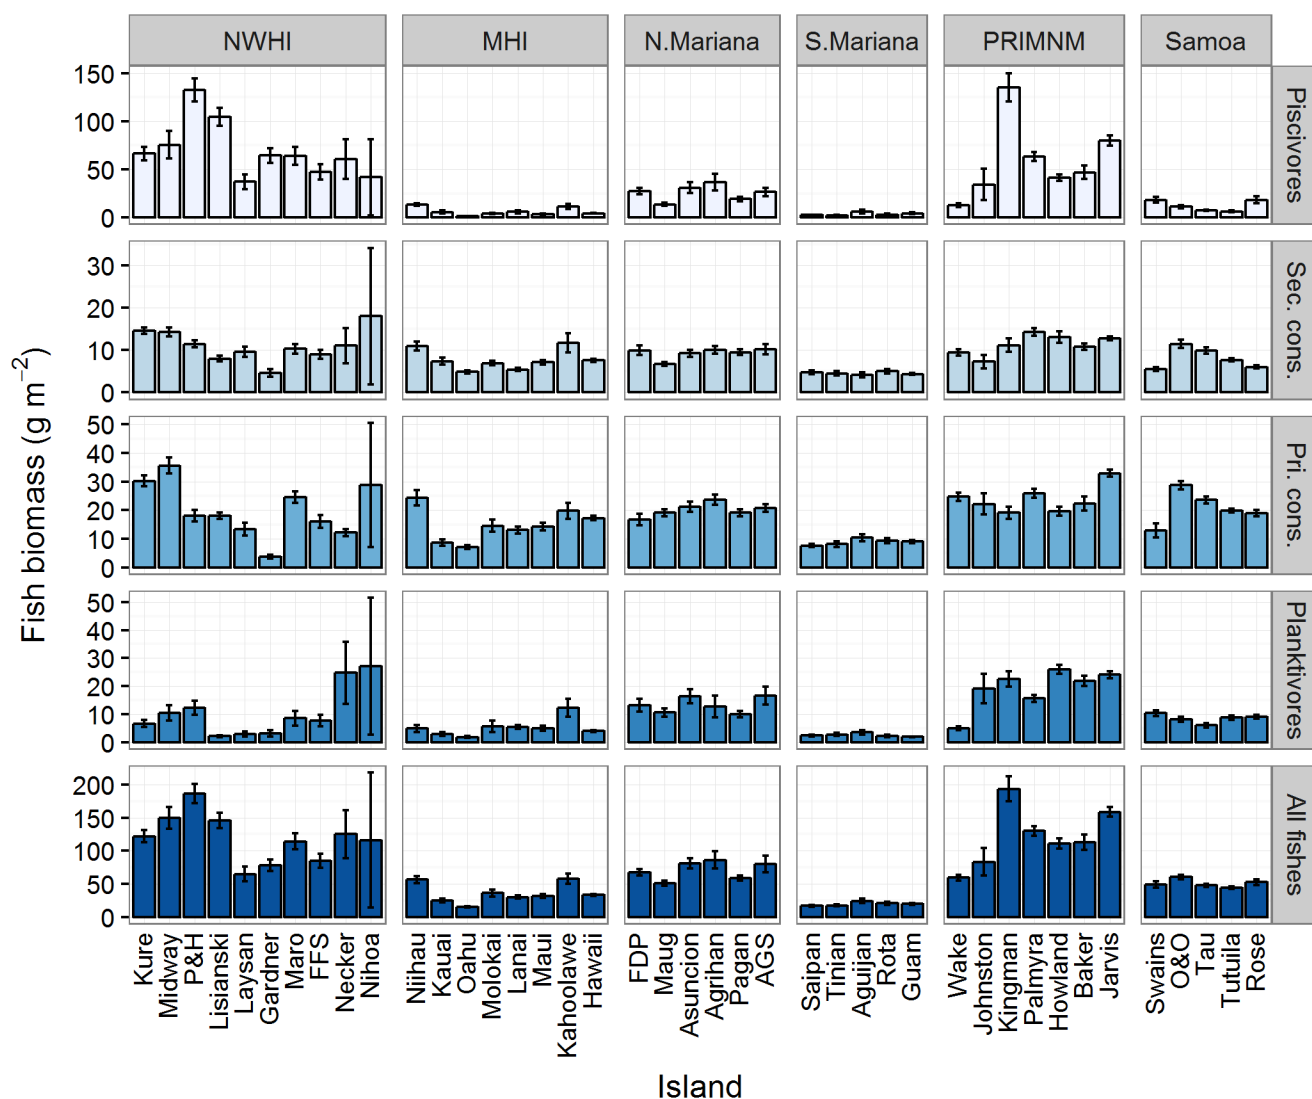 NWHI MHI N.Mariana S.Mariana PRIMNM Samoa
150
100
50
0
Piscivores
30
20
10
0
Sec. cons.
50
40
30
20
10
0
Pri. cons.
50
40
30
20
10
0
Planktivores
200
150
100
50
0
All fishes
Fish biomass (g m⁻²)
Kure
Midway
P&H
Lisianski
Laysan
Gardner
Maro
FFS
Necker
Nihoa
Niihau
Kauai
Oahu
Molokai
Lanai
Maui
Kahoolawe
Hawaii
FDP
Maug
Asuncion
Agrihan
Pagan
AGS
Saipan
Tinian
Aguijan
Rota
Guam
Wake
Johnston
Kingman
Palmyra
Howland
Baker
Jarvis
Swains
O&O
Tau
Tutuila
Rose
Island